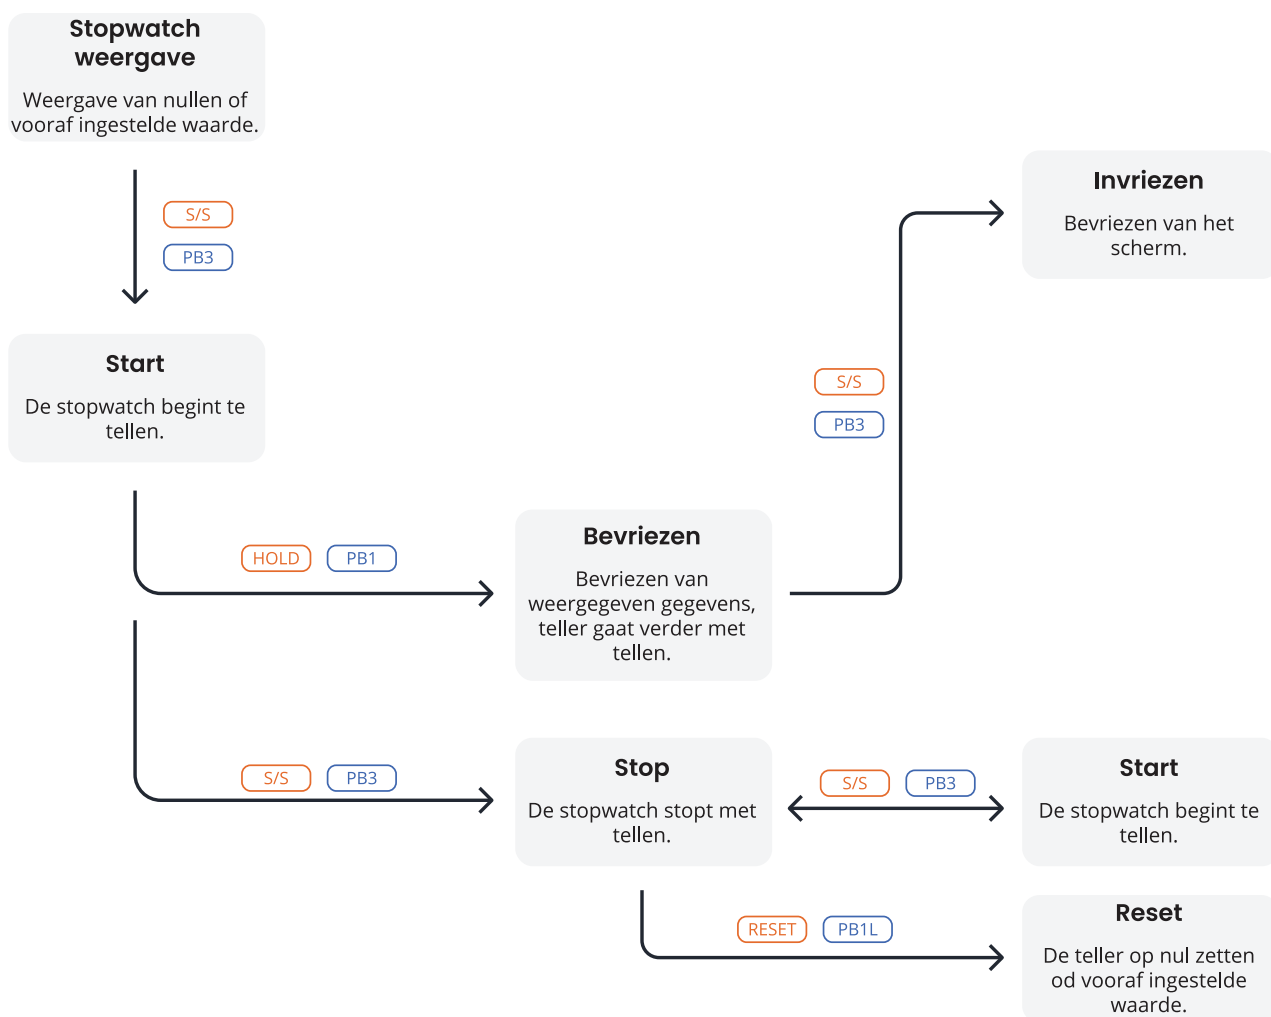 Stopwatch
weergave
Weergave van nullen of
vooraf ingestelde waarde.
S/S
PB3
Invriezen
Bevriezen van het
scherm.
Start
De stopwatch begint te
tellen.
S/S
PB3
HOLD PB1
Bevriezen
Bevriezen van
weergegeven gegevens,
teller gaat verder met
tellen.
S/S PB3
Stop
De stopwatch stopt met
tellen.
S/S PB3
Start
De stopwatch begint te
tellen.
RESET PB1L
Reset
De teller op nul zetten
od vooraf ingestelde
waarde.